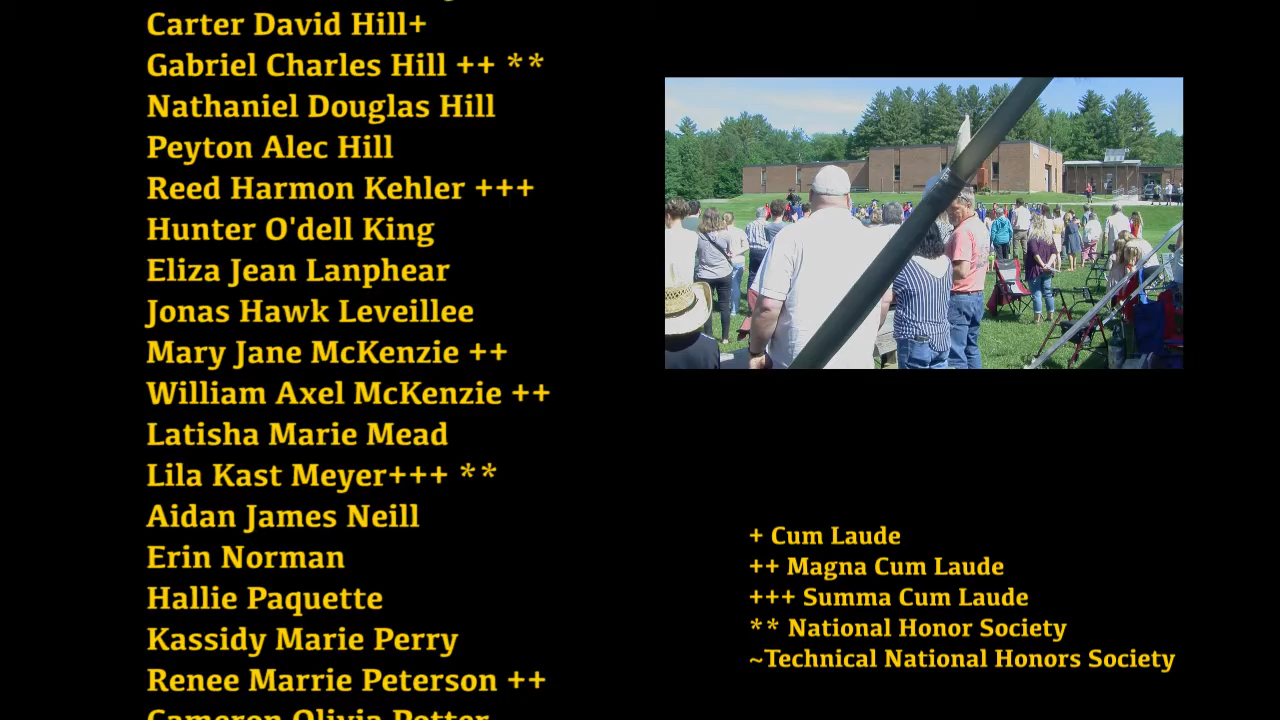 Carter David Hill+
Gabriel Charles Hill ++ **
Nathaniel Douglas Hill
Peyton Alec Hill
Reed Harmon Kehler +++
Hunter O'dell King
Eliza Jean Lanphear
Jonas Hawk Leveillee
Mary Jane McKenzie ++
William Axel McKenzie ++
Latisha Marie Mead
Lila Kast Meyer+++ **
Aidan James Neill
Erin Norman
Hallie Paquette
Kassidy Marie Perry
Renee Marrie Peterson ++
Cameron Olivia Potter
+ Cum Laude
++ Magna Cum Laude
+++ Summa Cum Laude
** National Honor Society
~Technical National Honors Society